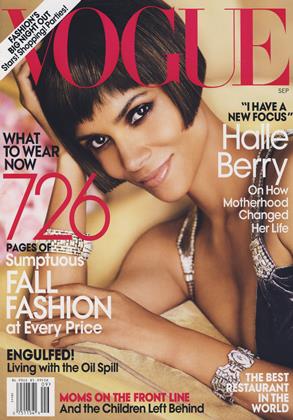 FASHION'S
BIG NIGHT OUT
Stars! Shopping! Parties!
VOGUE
SEP
"I HAVE A
NEW FOCUS"
Halle
Berry
On How
Motherhood
Changed
Her Life
WHAT
TO WEAR
NOW
726
PAGES OF
Sumptuous
FALL
FASHION
at Every Price
ENGULFED!
Living with the Oil Spill
MOMS ON THE FRONT LINE
And the Children Left Behind
THE BEST
RESTAURANT
IN THE
WORLD